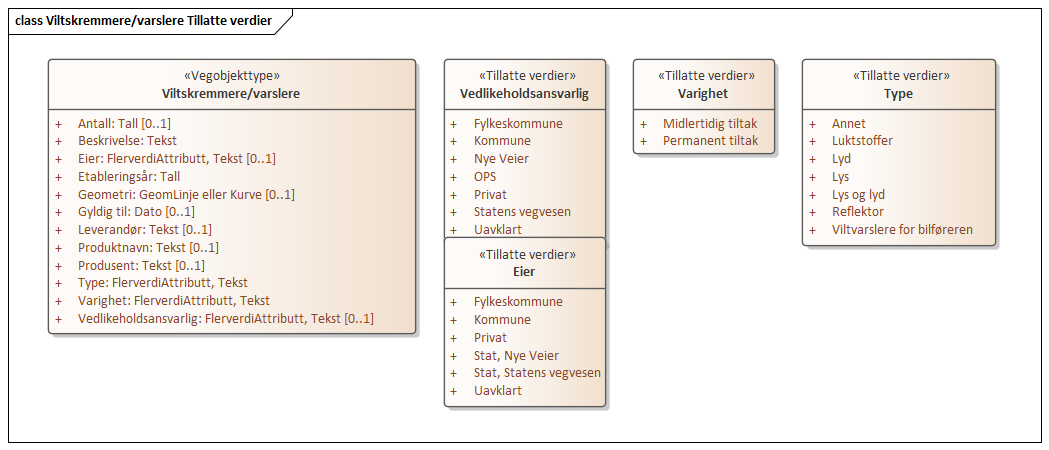 class Viltskremmere/varslere Tillatte verdier
«Vegobjekttype»
Viltskremmere/varslere
+ Antall: Tall [0..1]
+ Beskrivelse: Tekst
+ Eier: FlerverdiAttributt, Tekst [0..1]
+ Etableringsår: Tall
+ Geometri: GeomLinje eller Kurve [0..1]
+ Gyldig til: Dato [0..1]
+ Leverandør: Tekst [0..1]
+ Produktnavn: Tekst [0..1]
+ Produsent: Tekst [0..1]
+ Type: FlerverdiAttributt, Tekst
+ Varighet: FlerverdiAttributt, Tekst
+ Vedlikeholdsansvarlig: FlerverdiAttributt, Tekst [0..1]
«Tillatte verdier»
Vedlikeholdsansvarlig
+ Fylkeskommune
+ Kommune
+ Nye Veier
+ OPS
+ Privat
+ Statens vegvesen
+ Uavklart
«Tillatte verdier»
Eier
+ Fylkeskommune
+ Kommune
+ Privat
+ Stat, Nye Veier
+ Stat, Statens vegvesen
+ Uavklart
«Tillatte verdier»
Varighet
+ Midlertidig tiltak
+ Permanent tiltak
«Tillatte verdier»
Type
+ Annet
+ Luktstoffer
+ Lyd
+ Lys
+ Lys og lyd
+ Reflektor
+ Viltvarslere for bilføreren